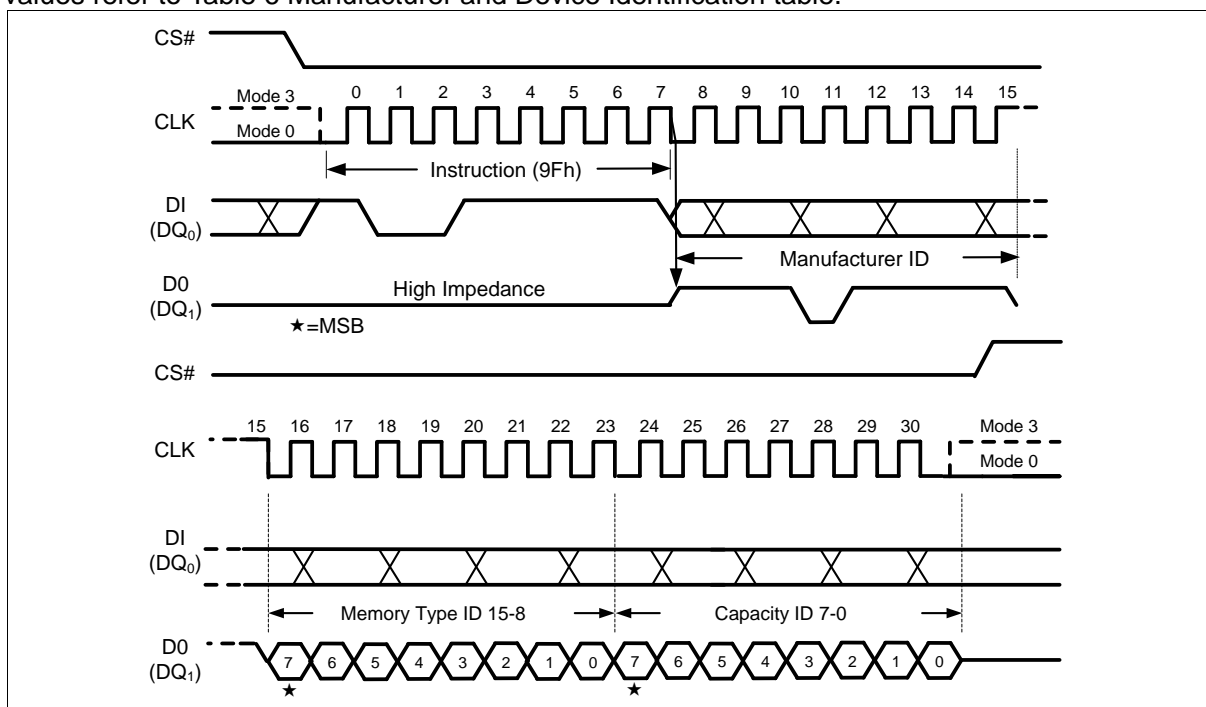 values refer to Table 6 Manufacturer and Device Identification table.
CS#
Mode 3
0 1 2 3 4 5 6 7 8 9 10 11 12 13 14 15
CLK
Mode 0
Instruction (9Fh)
DI
(DQ0)
Manufacturer ID
D0
(DQ1)
High Impedance
★=MSB
CS#
15 16 17 18 19 20 21 22 23 24 25 26 27 28 29 30
Mode 3
CLK
Mode 0
DI
(DQ0)
Memory Type ID 15-8
Capacity ID 7-0
D0
(DQ1)
7 6 5 4 3 2 1 0 7 6 5 4 3 2 1 0
★ ★